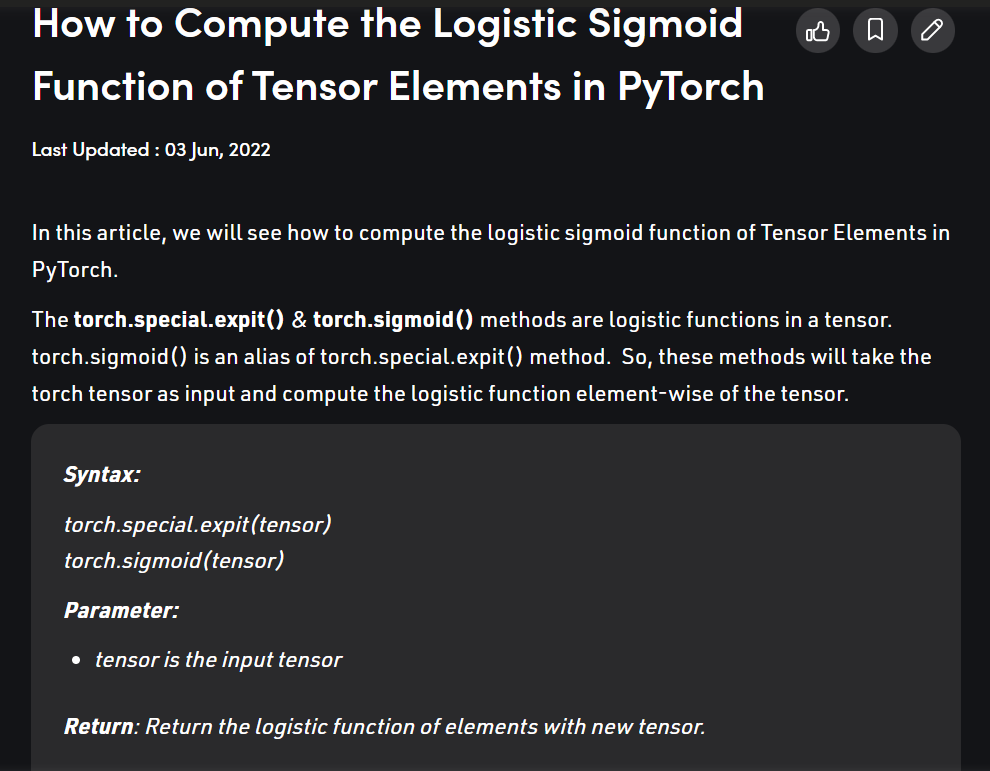 How to Compute the Logistic Sigmoid
Function of Tensor Elements in PyTorch
Last Updated : 03 Jun, 2022
In this article, we will see how to compute the logistic sigmoid function of Tensor Elements in
PyTorch.
The torch.special.expit() & torch.sigmoid() methods are logistic functions in a tensor.
torch.sigmoid() is an alias of torch.special.expit() method.  So, these methods will take the
torch tensor as input and compute the logistic function element-wise of the tensor.
Syntax:
torch.special.expit(tensor)
torch.sigmoid(tensor)
Parameter:
• tensor is the input tensor
Return: Return the logistic function of elements with new tensor.